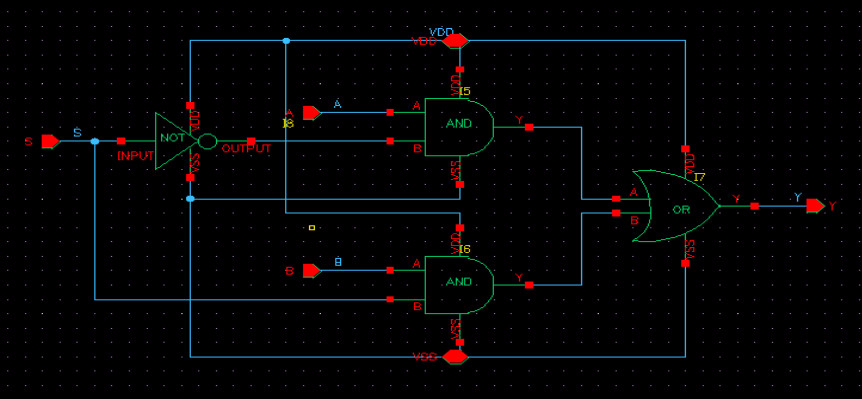 VDD
VDD
VDD
I5
A
A
A
I8
AND
Y
B
VSS
S
S
VDD
NOT
INPUT
OUTPUT
VSS
VDD
I7
A
OR
B
Y
Y
Y
VSS
VDD
I6
B
B
A
AND
Y
B
VSS
VSS